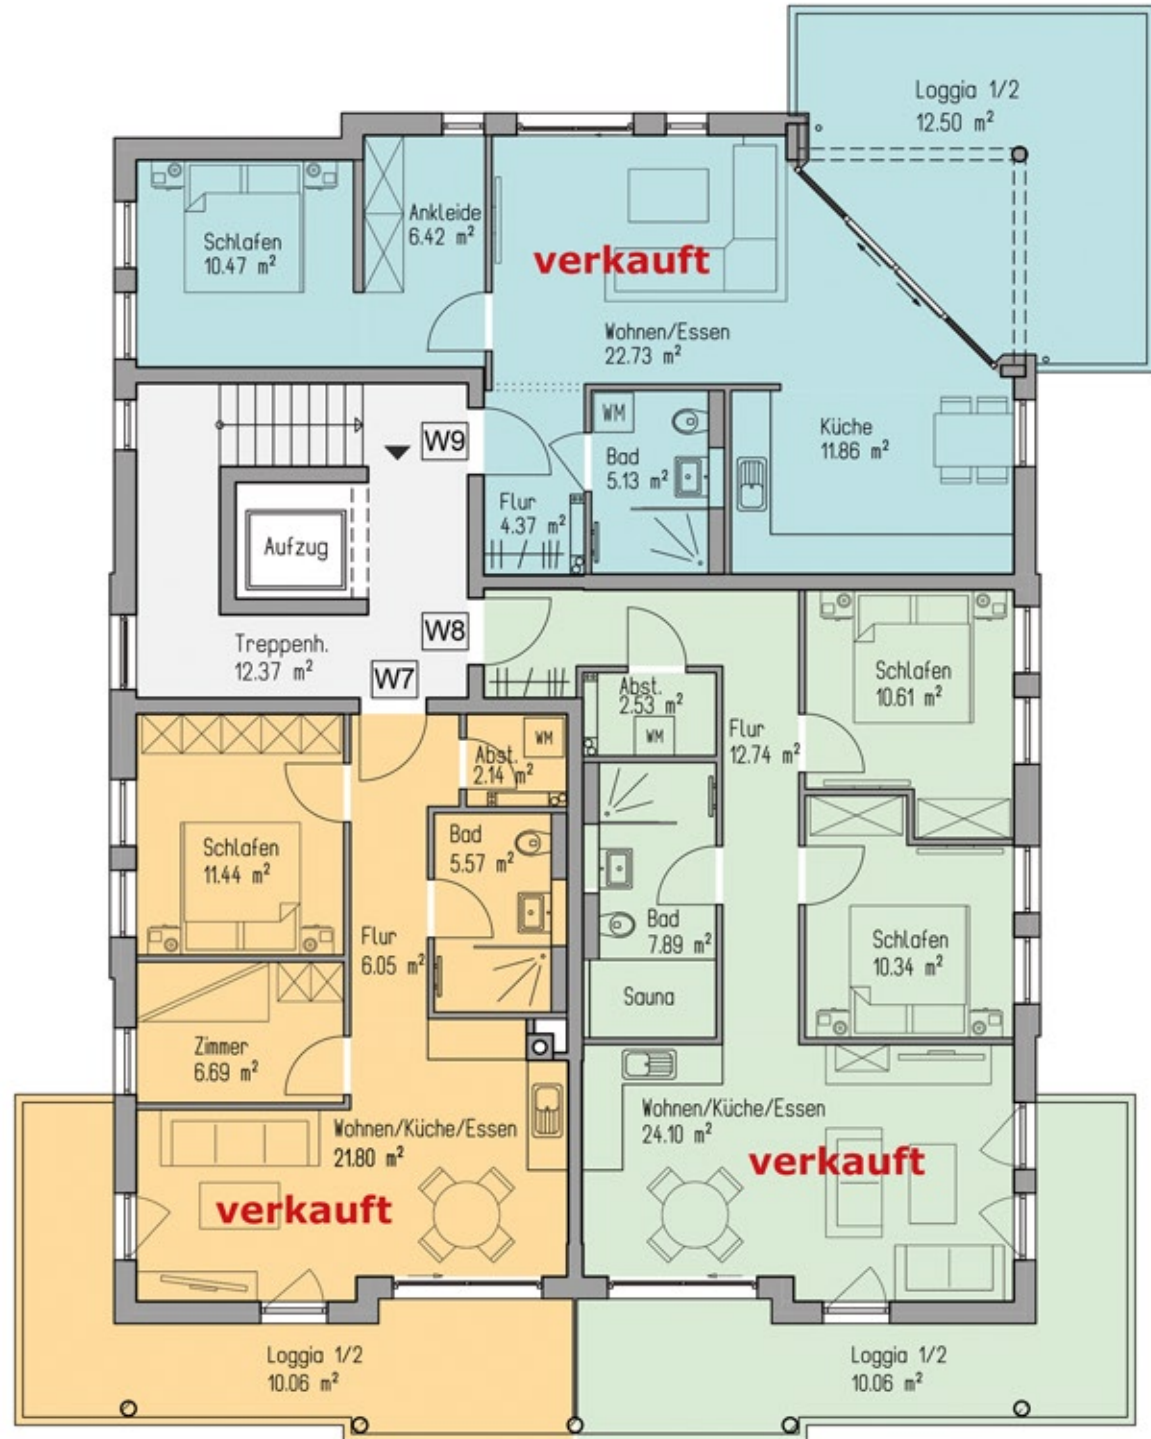 Loggia 1/2
12.50 m²
Schlafen
10.47 m²
Ankleide
6.42 m²
verkauft
Wohnen/Essen
22.73 m²
W9
WM
Bad
5.13 m²
Küche
11.86 m²
Flur
4.37 m²
Aufzug
Treppenh.
12.37 m²
W8
W7
Abst.
2.53 m²
WM
Schlafen
10.61 m²
Flur
12.74 m²
Abst.
2.14 m²
WM
Schlafen
11.44 m²
Bad
5.57 m²
Flur
6.05 m²
Bad
7.89 m²
Schlafen
10.34 m²
Sauna
Zimmer
6.69 m²
Wohnen/Küche/Essen
21.80 m²
verkauft
Wohnen/Küche/Essen
24.10 m²
verkauft
Loggia 1/2
10.06 m²
Loggia 1/2
10.06 m²